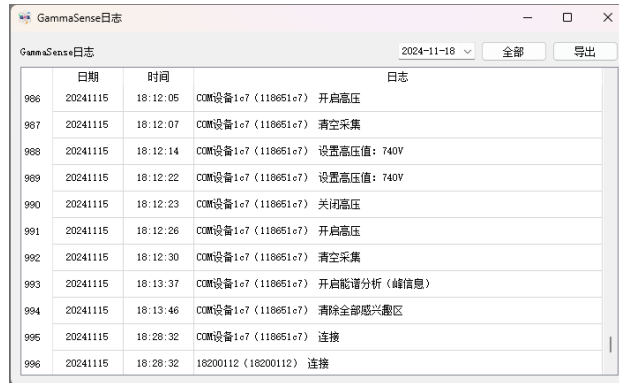 GammaSense日志
GammaSense日志 2024-11-18 全部 导出
日期 时间 日志
986 20241115 18:12:05 COM设备1c7（118651c7） 开启高压
987 20241115 18:12:07 COM设备1c7（118651c7） 清空采集
988 20241115 18:12:14 COM设备1c7（118651c7） 设置高压值：740V
989 20241115 18:12:22 COM设备1c7（118651c7） 设置高压值：740V
990 20241115 18:12:23 COM设备1c7（118651c7） 关闭高压
991 20241115 18:12:26 COM设备1c7（118651c7） 开启高压
992 20241115 18:12:30 COM设备1c7（118651c7） 清空采集
993 20241115 18:13:37 COM设备1c7（118651c7） 开启能谱分析（峰信息）
994 20241115 18:13:46 COM设备1c7（118651c7） 清除全部感兴趣区
995 20241115 18:28:32 COM设备1c7（118651c7） 连接
996 20241115 18:28:32 18200112（18200112） 连接